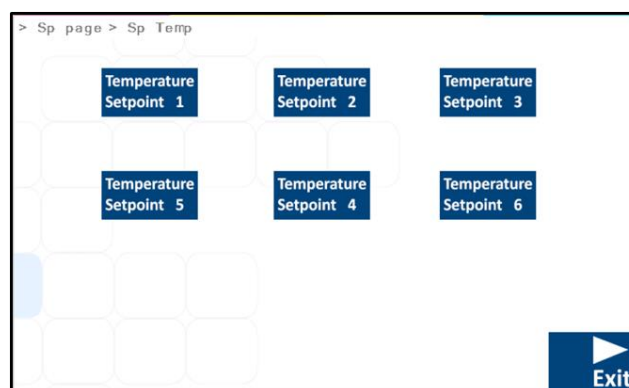 > Sp page > Sp Temp
Temperature
Setpoint 1
Temperature
Setpoint 2
Temperature
Setpoint 3
Temperature
Setpoint 5
Temperature
Setpoint 4
Temperature
Setpoint 6
Exit